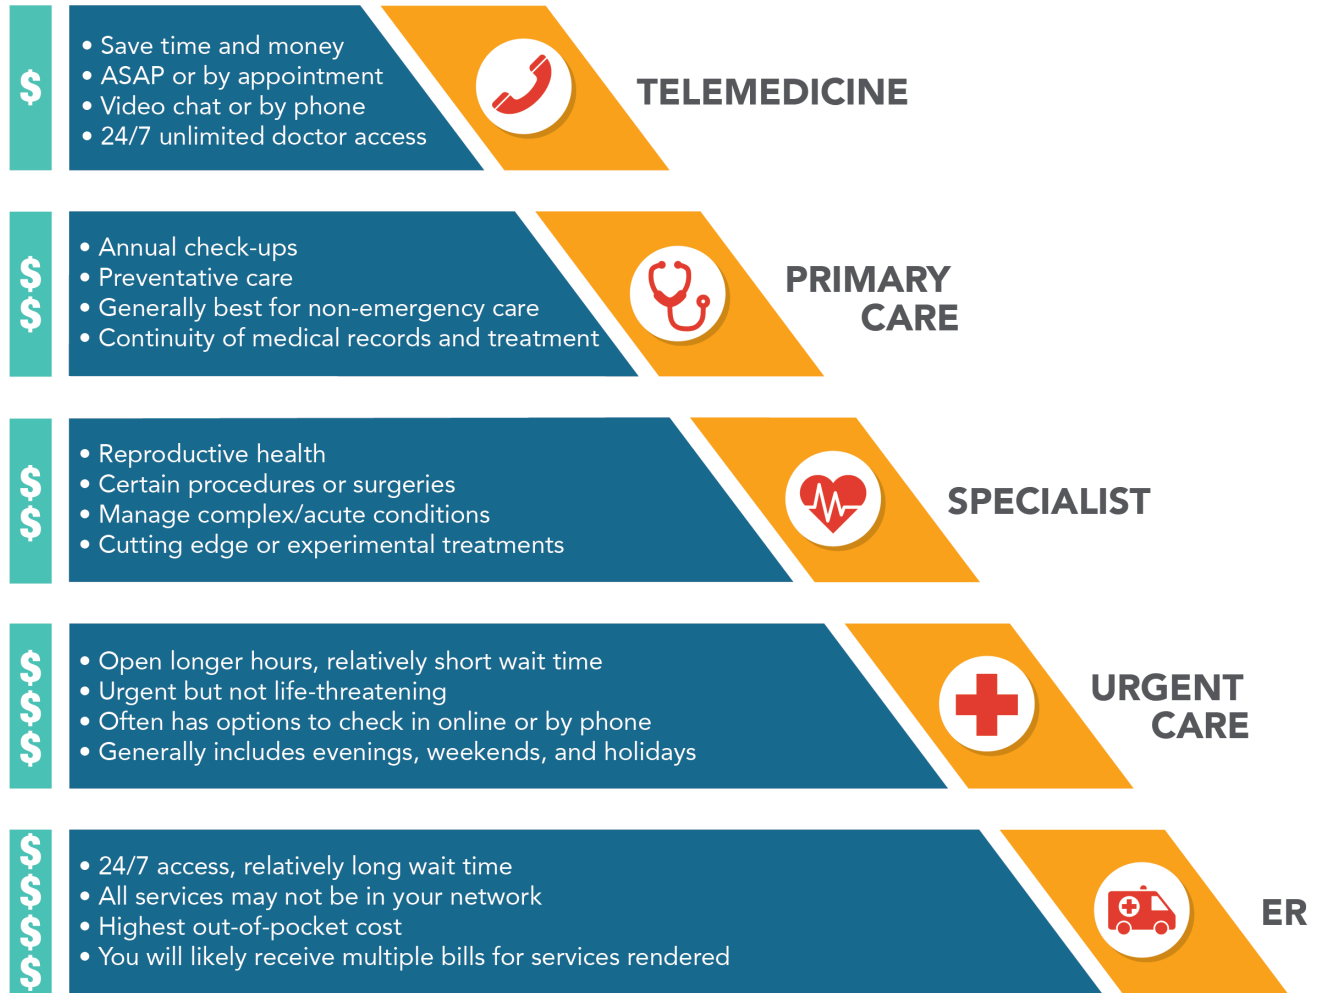 $
• Save time and money
• ASAP or by appointment
• Video chat or by phone
• 24/7 unlimited doctor access
TELEMEDICINE
$
$
• Annual check-ups
• Preventative care
• Generally best for non-emergency care
• Continuity of medical records and treatment
PRIMARY
CARE
$
$
• Reproductive health
• Certain procedures or surgeries
• Manage complex/acute conditions
• Cutting edge or experimental treatments
SPECIALIST
$
$
$
• Open longer hours, relatively short wait time
• Urgent but not life-threatening
• Often has options to check in online or by phone
• Generally includes evenings, weekends, and holidays
URGENT
CARE
$
$
$
$
• 24/7 access, relatively long wait time
• All services may not be in your network
• Highest out-of-pocket cost
• You will likely receive multiple bills for services rendered
ER